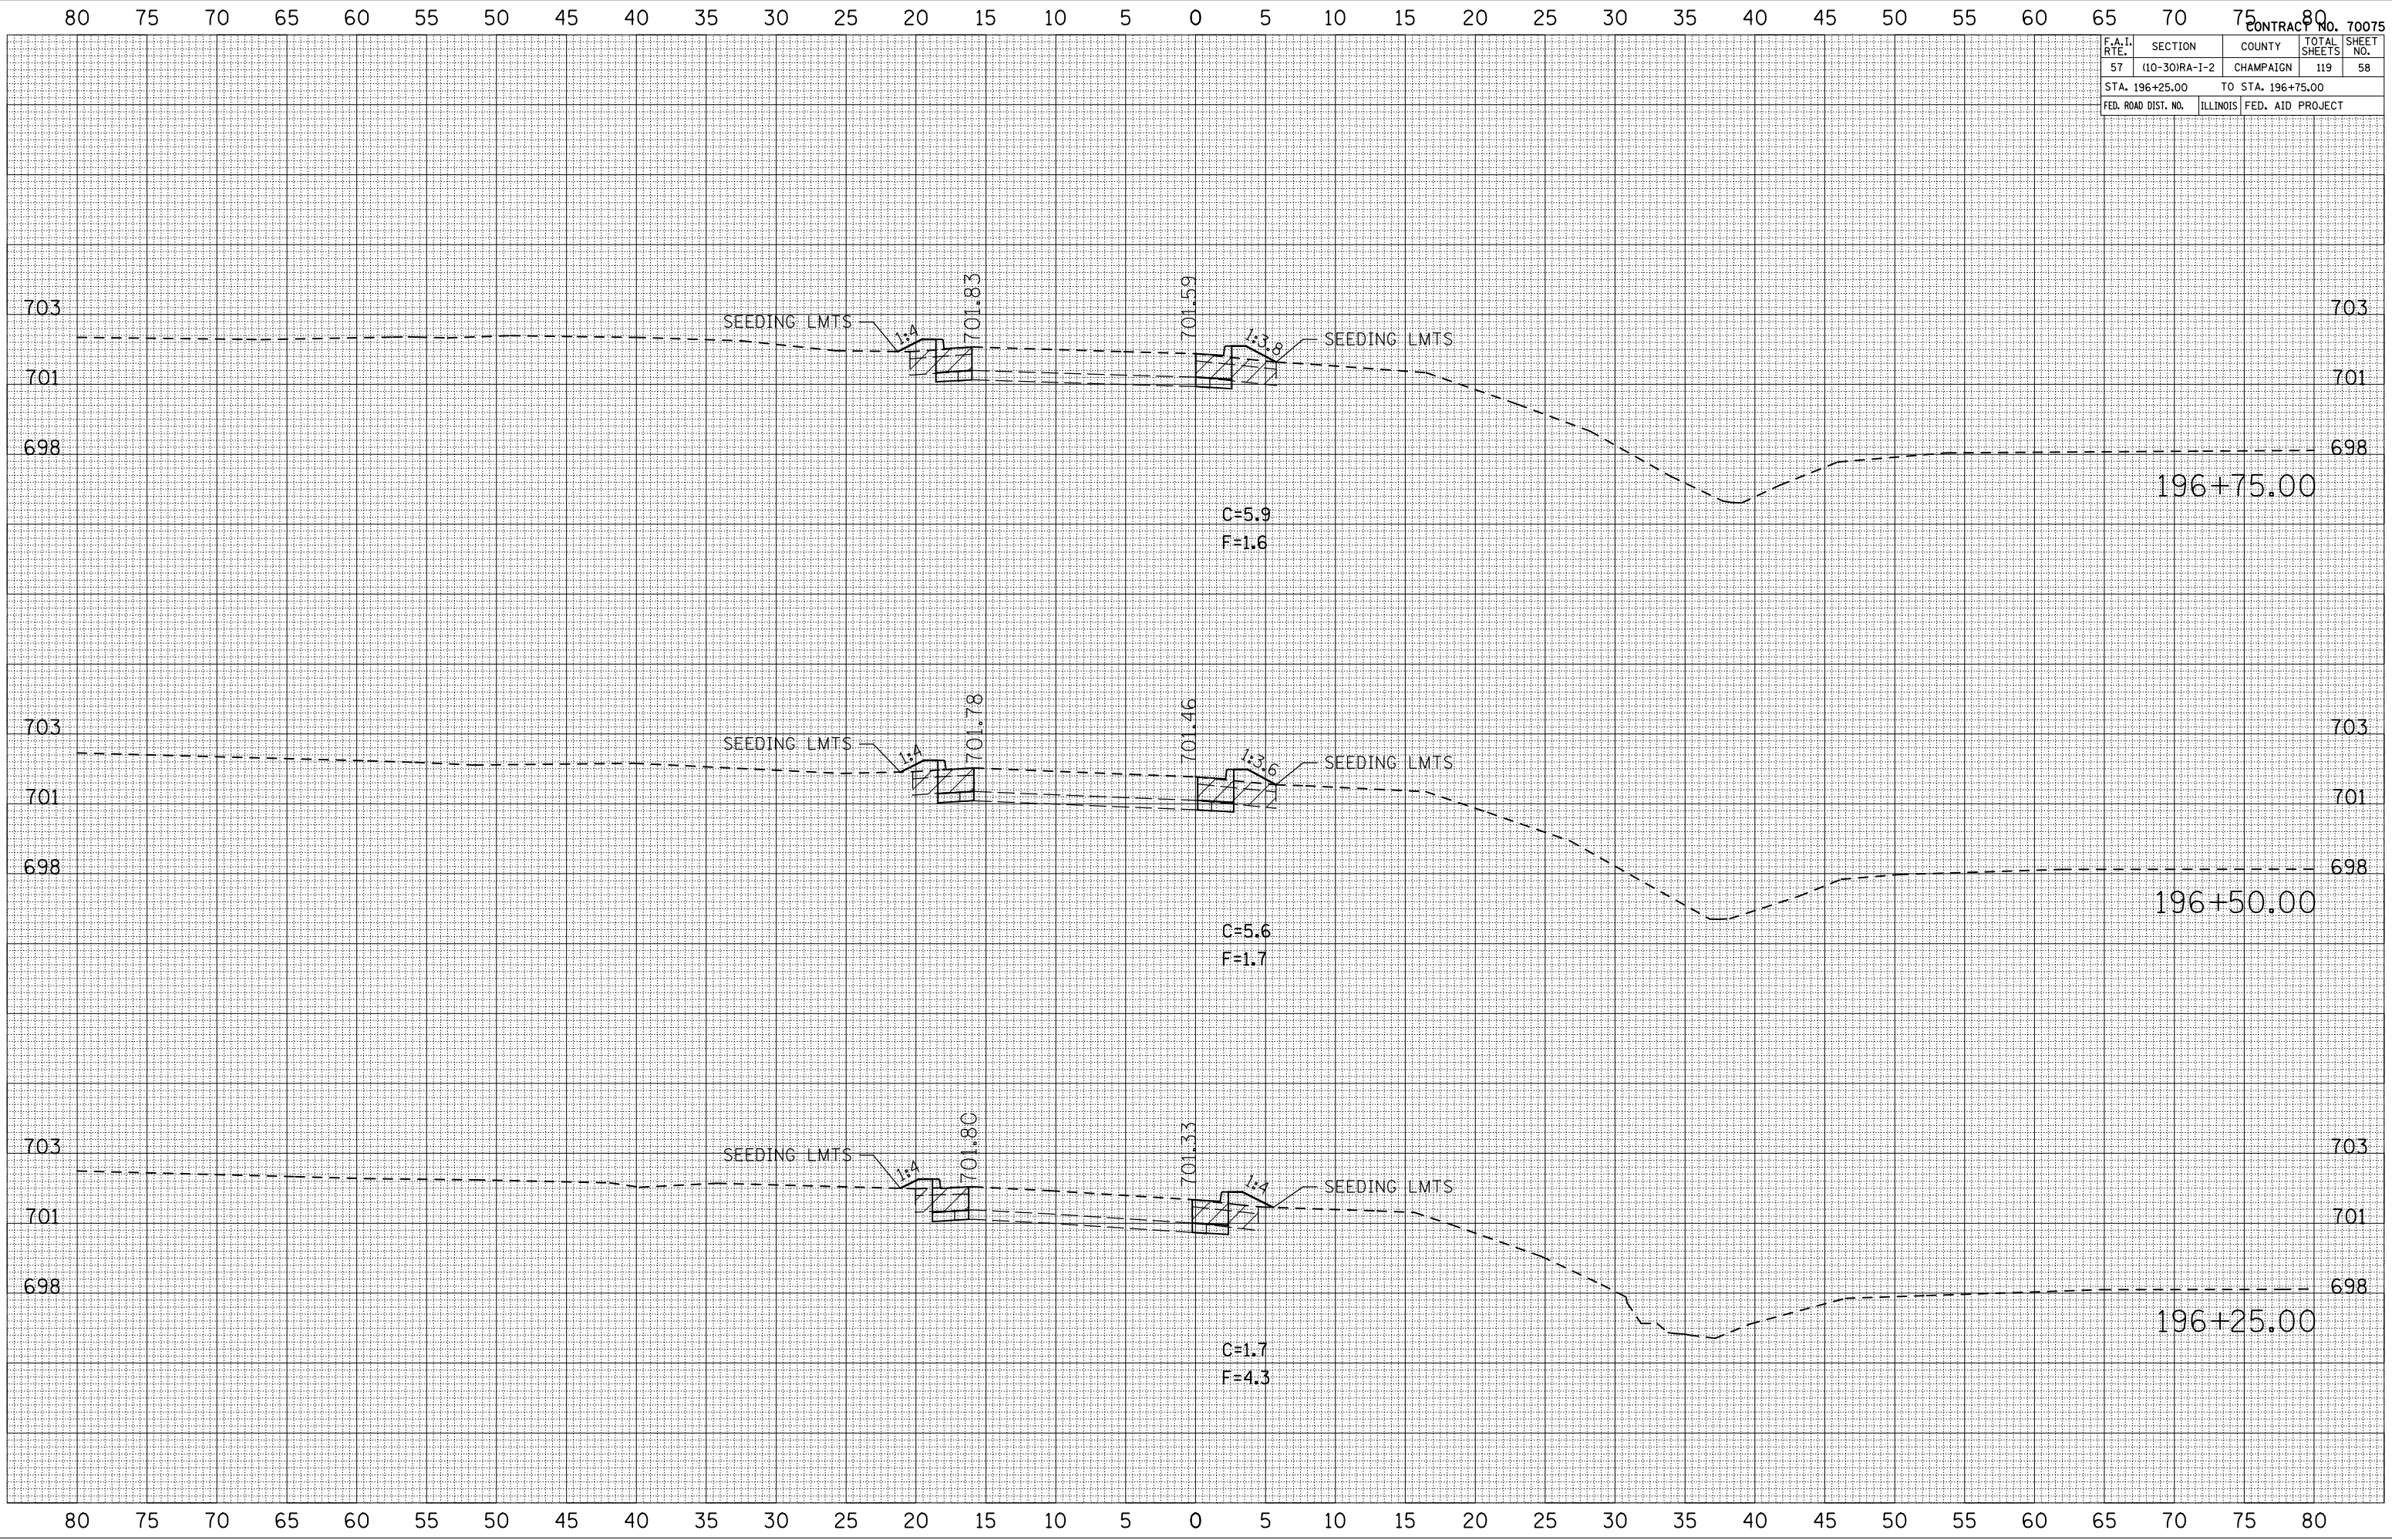 80 75 70 65 60 55 50 45 40 35 30 25 20 15 10 5 0 5 10 15 20 25 30 35 40 45 50 55 60 65 70 75 80
CONTRACT NO. 70075
F.A.I. RTE. SECTION COUNTY TOTAL SHEETS SHEET NO.
57 (10-30)RA-I-2 CHAMPAIGN 119 58
STA. 196+25.00 TO STA. 196+75.00
FED. ROAD DIST. NO. ILLINOIS FED. AID PROJECT
701.83 701.59
703 703
SEEDING LMTS 1:4 1:3.8 SEEDING LMTS
701 701
698 698
196+75.00
C=5.9
F=1.6
701.78 701.46
703 703
SEEDING LMTS 1:4 1:3.6 SEEDING LMTS
701 701
698 698
196+50.00
C=5.6
F=1.7
701.80 701.33
703 703
SEEDING LMTS 1:4 1:4 SEEDING LMTS
701 701
698 698
196+25.00
C=1.7
F=4.3
80 75 70 65 60 55 50 45 40 35 30 25 20 15 10 5 0 5 10 15 20 25 30 35 40 45 50 55 60 65 70 75 80